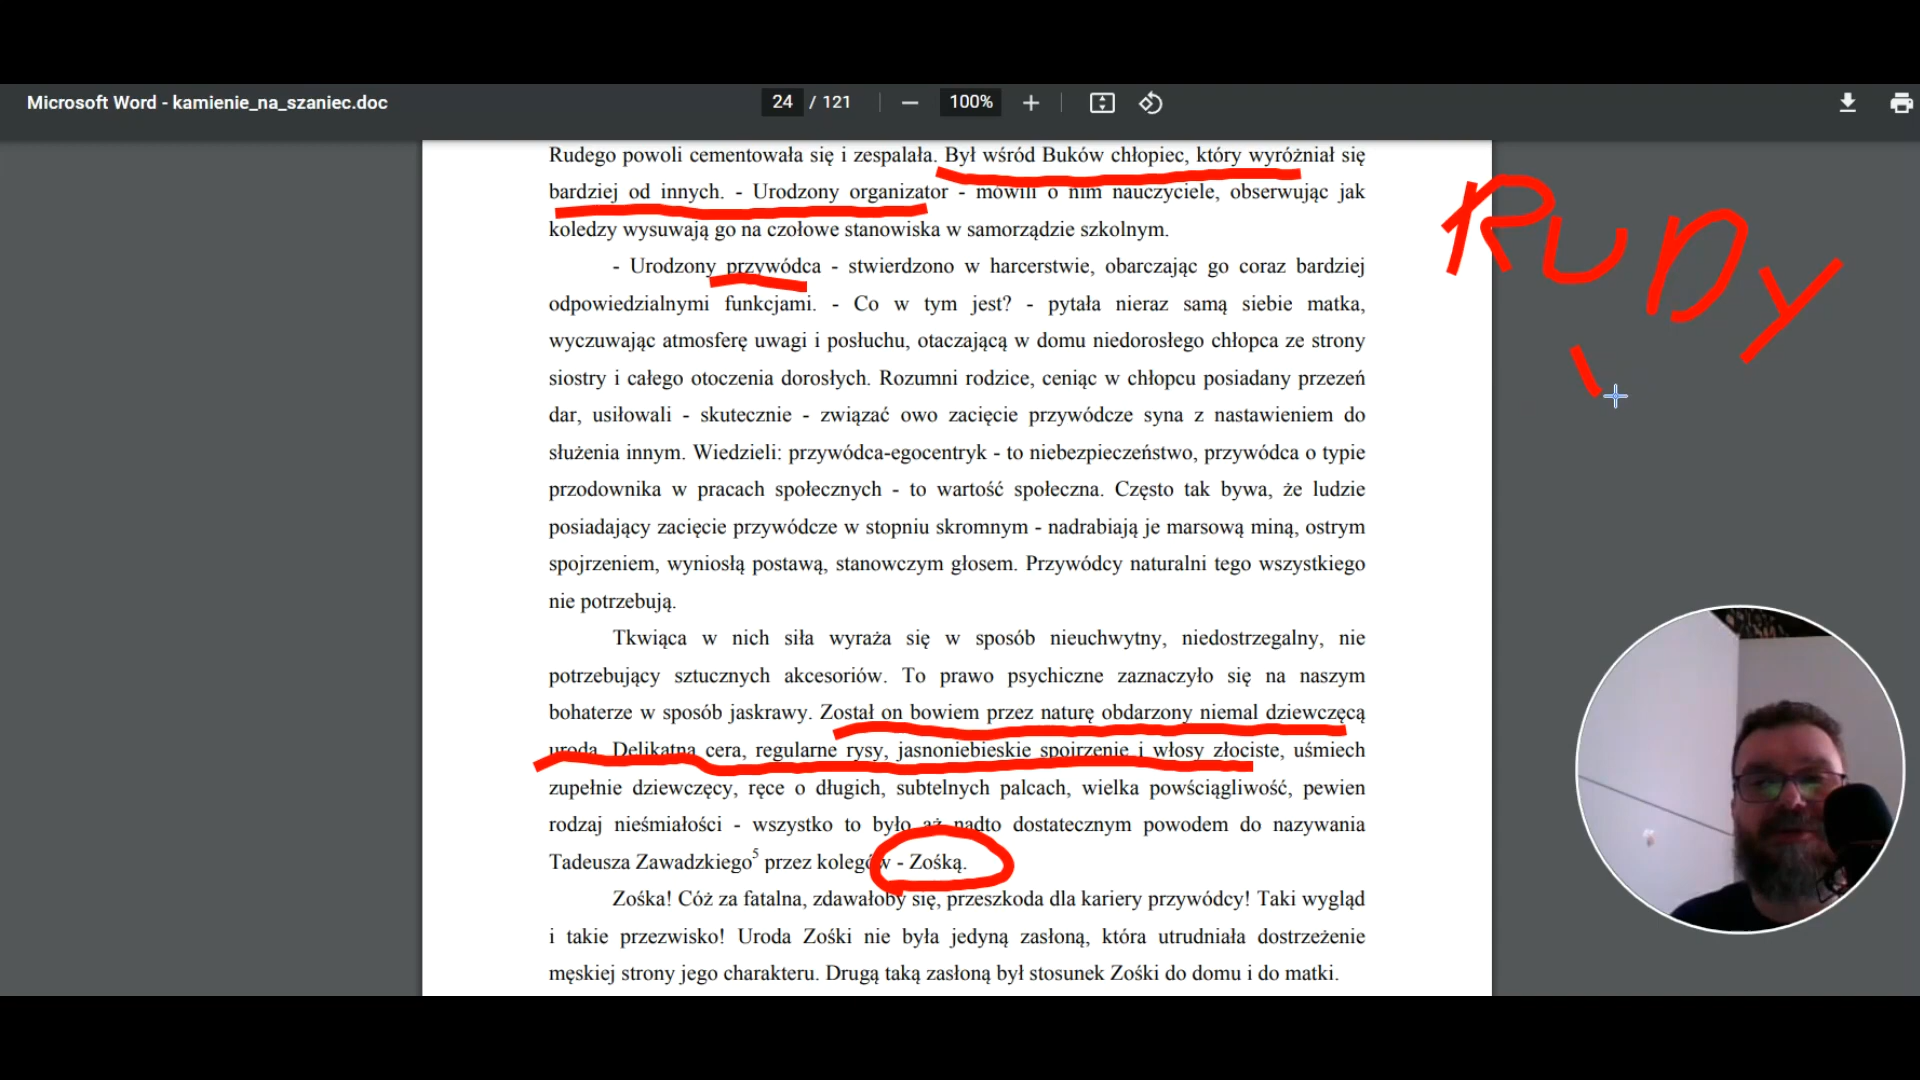 Microsoft Word - kamienie_na_szaniec.doc
24 / 121
100%
Rudego powoli cementowała się i zespalała. Był wśród Buków chłopiec, który wyróżniał się
bardziej od innych. - Urodzony organizator - mówili o nim nauczyciele, obserwując jak
koledzy wysuwają go na czołowe stanowiska w samorządzie szkolnym.
- Urodzony przywódca - stwierdzono w harcerstwie, obarczając go coraz bardziej
odpowiedzialnymi funkcjami. - Co w tym jest? - pytała nieraz samą siebie matka,
wyczuwając atmosferę uwagi i posłuchu, otaczającą w domu niedorosłego chłopca ze strony
siostry i całego otoczenia dorosłych. Rozumni rodzice, ceniąc w chłopcu posiadany przezeń
dar, usiłowali - skutecznie - związać owo zacięcie przywódcze syna z nastawieniem do
służenia innym. Wiedzieli: przywódca-egocentryk - to niebezpieczeństwo, przywódca o typie
przodownika w pracach społecznych - to wartość społeczna. Często tak bywa, że ludzie
posiadający zacięcie przywódcze w stopniu skromnym - nadrabiają je marsową miną, ostrym
spojrzeniem, wyniosłą postawą, stanowczym głosem. Przywódcy naturalni tego wszystkiego
nie potrzebują.
Tkwiąca w nich siła wyraża się w sposób nieuchwytny, niedostrzegalny, nie
potrzebujący sztucznych akcesoriów. To prawo psychiczne zaznaczyło się na naszym
bohaterze w sposób jaskrawy. Został on bowiem przez naturę obdarzony niemal dziewczęcą
urodą. Delikatna cera, regularne rysy, jasnoniebieskie spojrzenie i włosy złociste, uśmiech
zupełnie dziewczęcy, ręce o długich, subtelnych palcach, wielka powściągliwość, pewien
rodzaj nieśmiałości - wszystko to było aż nadto dostatecznym powodem do nazywania
Tadeusza Zawadzkiego5 przez kolegów - Zośką.
Zośka! Cóż za fatalna, zdawałoby się, przeszkoda dla kariery przywódcy! Taki wygląd
i takie przezwisko! Uroda Zośki nie była jedyną zasłoną, która utrudniała dostrzeżenie
męskiej strony jego charakteru. Drugą taką zasłoną był stosunek Zośki do domu i do matki.
RUDY